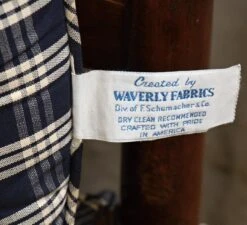 Created by
WAVERLY FABRICS
Div. of F. Schumacher & Co.
DRY CLEAN RECOMMENDED
CRAFTED WITH PRIDE
IN AMERICA